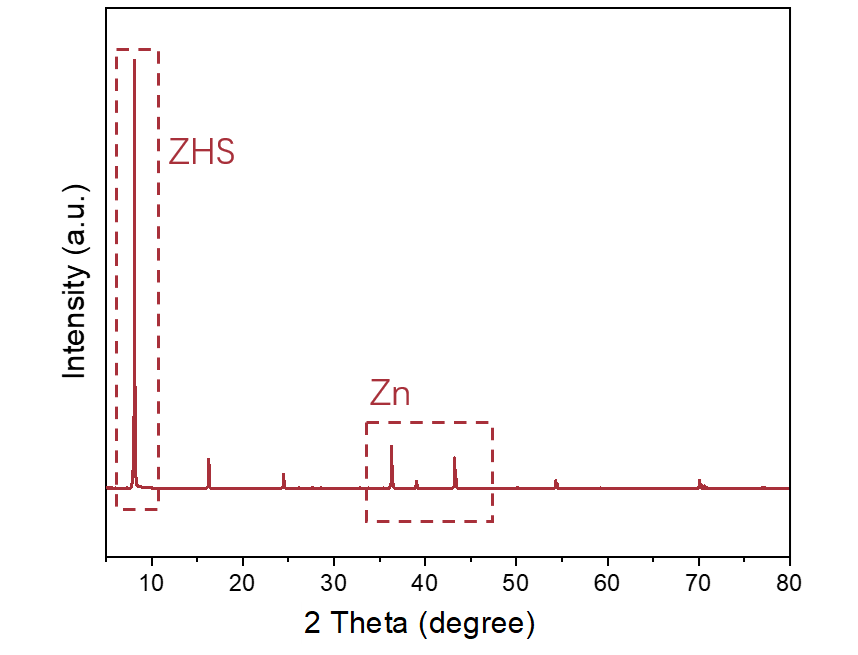 ZHS
Zn
Intensity (a.u.)
10 20 30 40 50 60 70 80
2 Theta (degree)